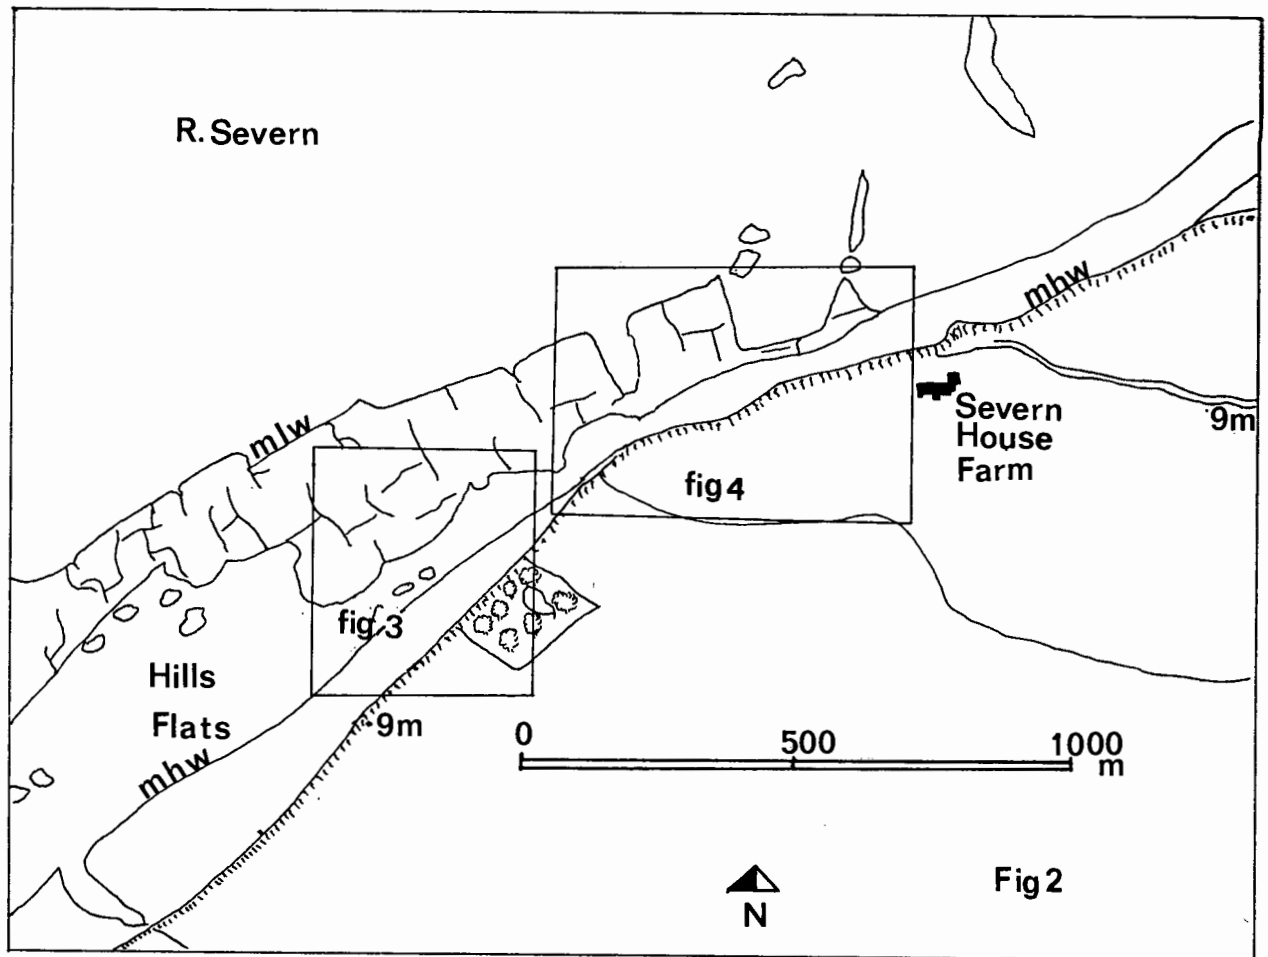 R. Severn
mhw
mlw
Severn
House
Farm
9m
fig 4
fig 3
Hills
Flats
9m
mhw
0 500 1000
m
N
Fig 2